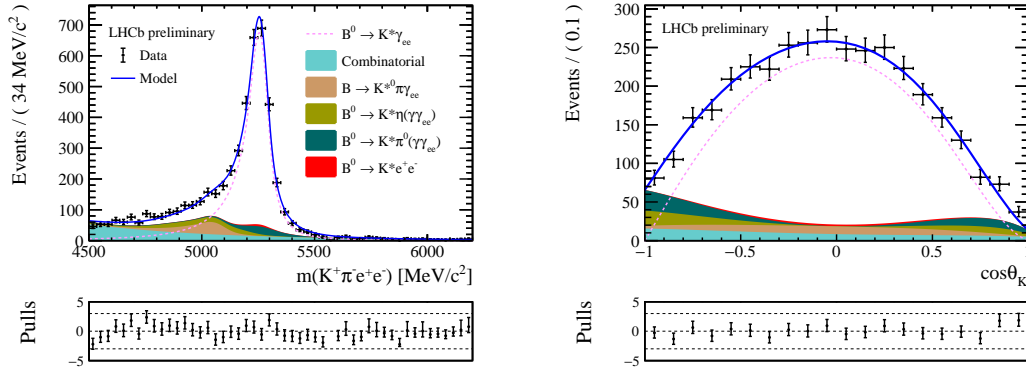 Events / ( 34 MeV/c² )
700
600
500
400
300
200
100
0
LHCb preliminary
Data
Model
B⁰ → K*γₑₑ
Combinatorial
B → K*⁰πγₑₑ
B⁰ → K*η(γγₑₑ)
B⁰ → K*π⁰(γγₑₑ)
B⁰ → K*e⁺e⁻
4500 5000 5500 6000
m(K⁺π⁻e⁺e⁻) [MeV/c²]
Pulls
5
0
−5
Events / ( 0.1 )
300
250
200
150
100
50
0
LHCb preliminary
−1 −0.5 0 0.5
cosθ_K
Pulls
5
0
−5